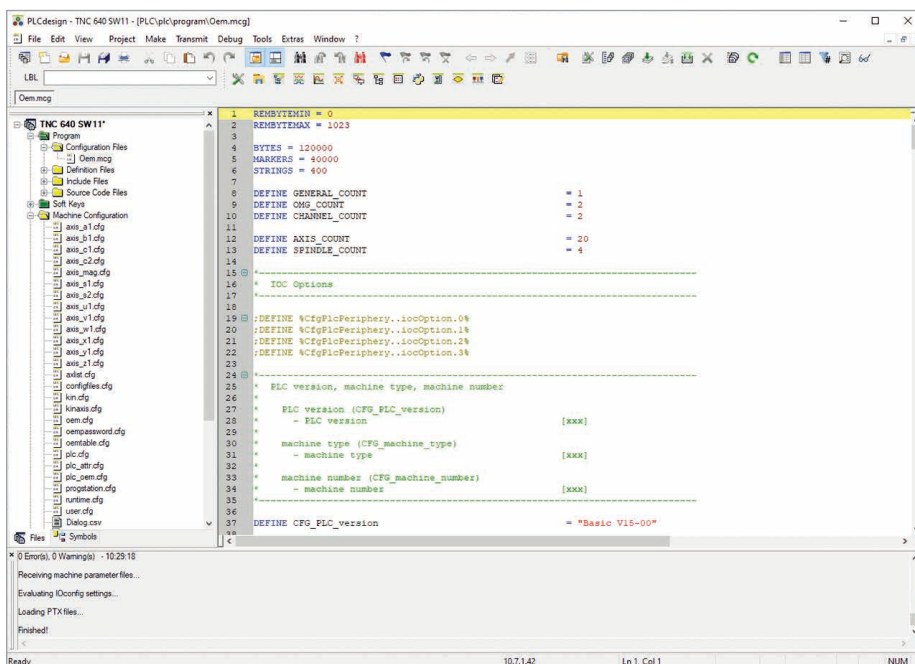 PLCdesign - TNC 640 SW11 - [PLC\plc\program\Oem.mcg]
File Edit View Project Make Transmit Debug Tools Extras Window ?
LBL
Oem.mcg
TNC 640 SW11*
Program
Configuration Files
Oem.mcg
Definition Files
Include Files
Source Code Files
Soft Keys
Machine Configuration
axis_a1.cfg
axis_b1.cfg
axis_c1.cfg
axis_c2.cfg
axis_mag.cfg
axis_s1.cfg
axis_s2.cfg
axis_u1.cfg
axis_v1.cfg
axis_w1.cfg
axis_x1.cfg
axis_y1.cfg
axis_z1.cfg
axlist.cfg
configfiles.cfg
kin.cfg
kinaxis.cfg
oem.cfg
oempassword.cfg
oemtable.cfg
plc.cfg
plc_attr.cfg
plc_oem.cfg
progstation.cfg
runtime.cfg
user.cfg
Dialog.csv
Files Symbols
1 REMBYTEMIN = 0
2 REMBYTEMAX = 1023
3
4 BYTES = 120000
5 MARKERS = 40000
6 STRINGS = 400
7
8 DEFINE GENERAL_COUNT = 1
9 DEFINE OMG_COUNT = 2
10 DEFINE CHANNEL_COUNT = 2
11
12 DEFINE AXIS_COUNT = 20
13 DEFINE SPINDLE_COUNT = 4
14
15 *------------------------------------------------------------------------------
16 * IOC Options
17 *------------------------------------------------------------------------------
18
19 ;DEFINE %CfgPlcPeriphery..iocOption.0%
20 ;DEFINE %CfgPlcPeriphery..iocOption.1%
21 ;DEFINE %CfgPlcPeriphery..iocOption.2%
22 ;DEFINE %CfgPlcPeriphery..iocOption.3%
23
24 *------------------------------------------------------------------------------
25 * PLC version, machine type, machine number
26 *
27 * PLC version (CFG_PLC_version)
28 * - PLC version [xxx]
29 *
30 * machine type (CFG_machine_type)
31 * - machine type [xxx]
32 *
33 * machine number (CFG_machine_number)
34 * - machine number [xxx]
35 *------------------------------------------------------------------------------
36
37 DEFINE CFG_PLC_version = "Basic V15-00"
38
0 Error(s), 0 Warning(s) - 10:29:18
Receiving machine parameter files...
Evaluating IOconfig settings...
Loading PTX files...
Finished!
Ready 10.7.1.42 Ln 1, Col 1 NUM